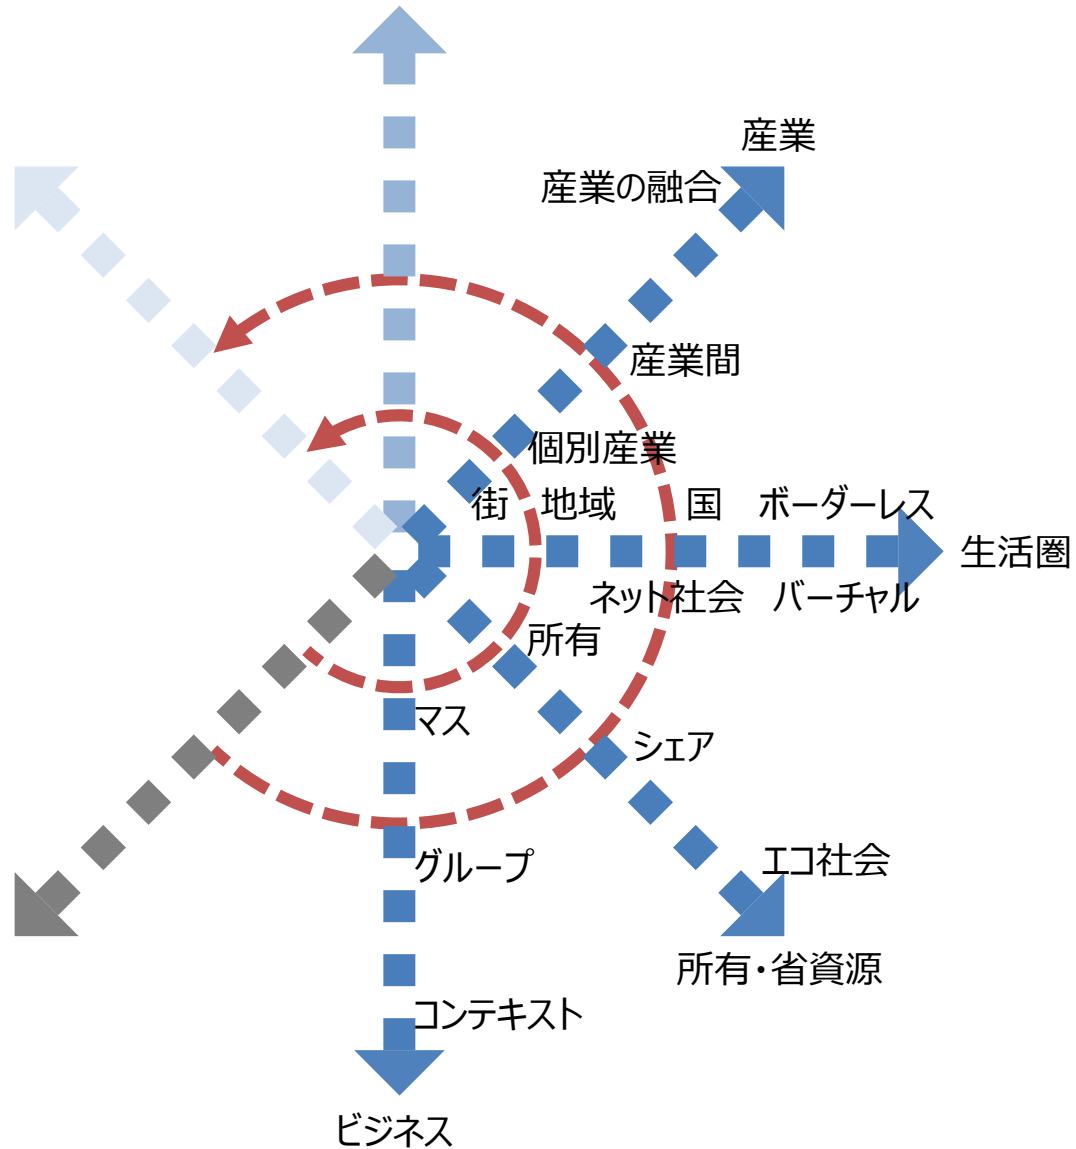 産業
産業の融合
産業間
個別産業
街 地域 国 ボーダーレス
生活圏
ネット社会 バーチャル
所有
マス
シェア
グループ
エコ社会
所有・省資源
コンテキスト
ビジネス